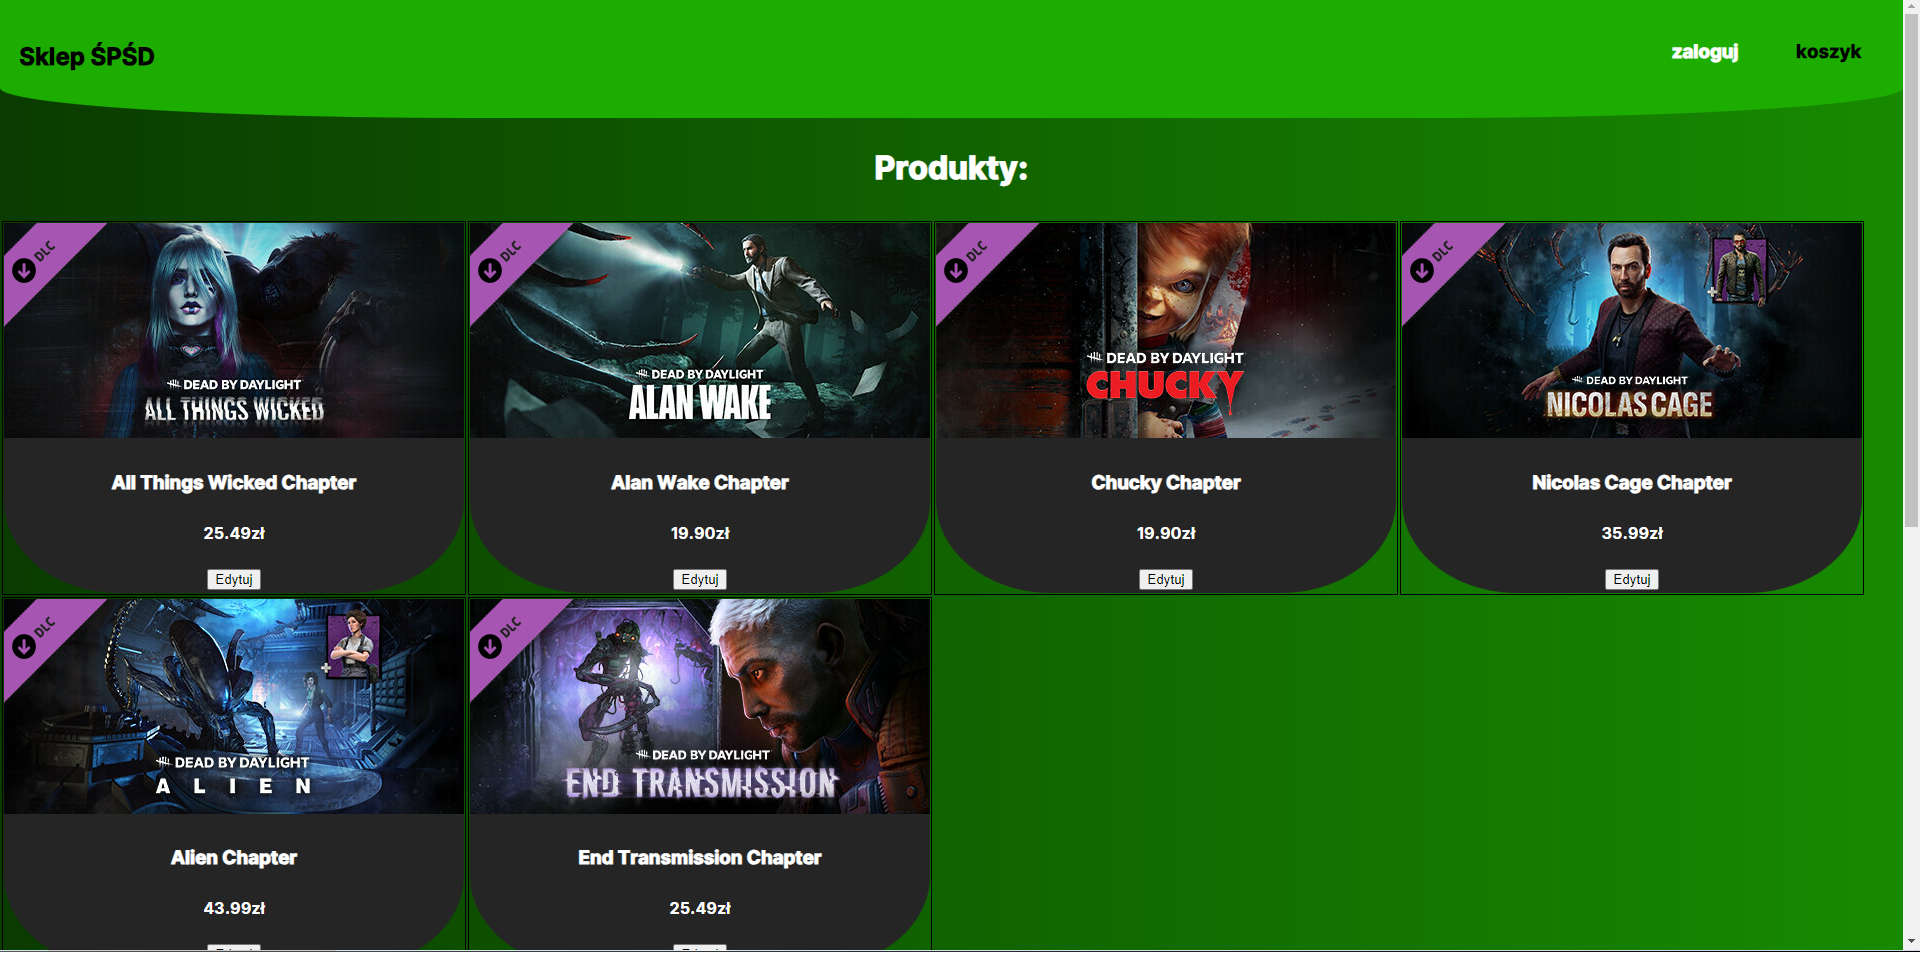 Sklep ŚPŚD
zaloguj
koszyk
Produkty:
DLC
DEAD BY DAYLIGHT
ALL THINGS WICKED
All Things Wicked Chapter
25.49zł
Edytuj
DLC
DEAD BY DAYLIGHT
ALAN WAKE
Alan Wake Chapter
19.90zł
Edytuj
DLC
DEAD BY DAYLIGHT
CHUCKY
Chucky Chapter
19.90zł
Edytuj
DLC
DEAD BY DAYLIGHT
NICOLAS CAGE
Nicolas Cage Chapter
35.99zł
Edytuj
DLC
DEAD BY DAYLIGHT
ALIEN
Alien Chapter
43.99zł
DLC
DEAD BY DAYLIGHT
END TRANSMISSION
End Transmission Chapter
25.49zł